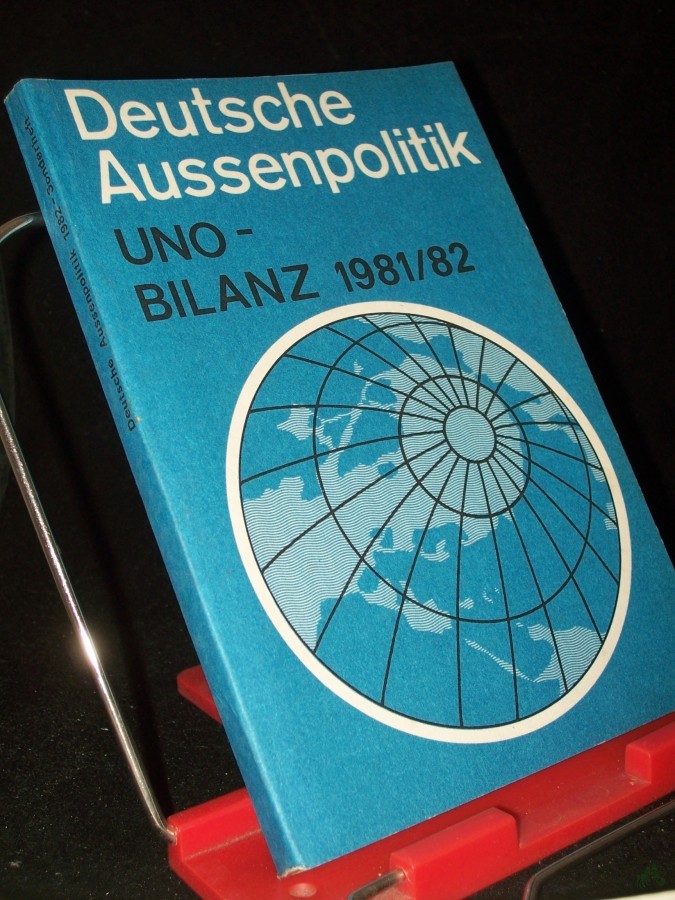 Deutsche
Aussenpolitik
UNO-
BILANZ 1981/82
Deutsche Aussenpolitik 1982 - Sonderheft